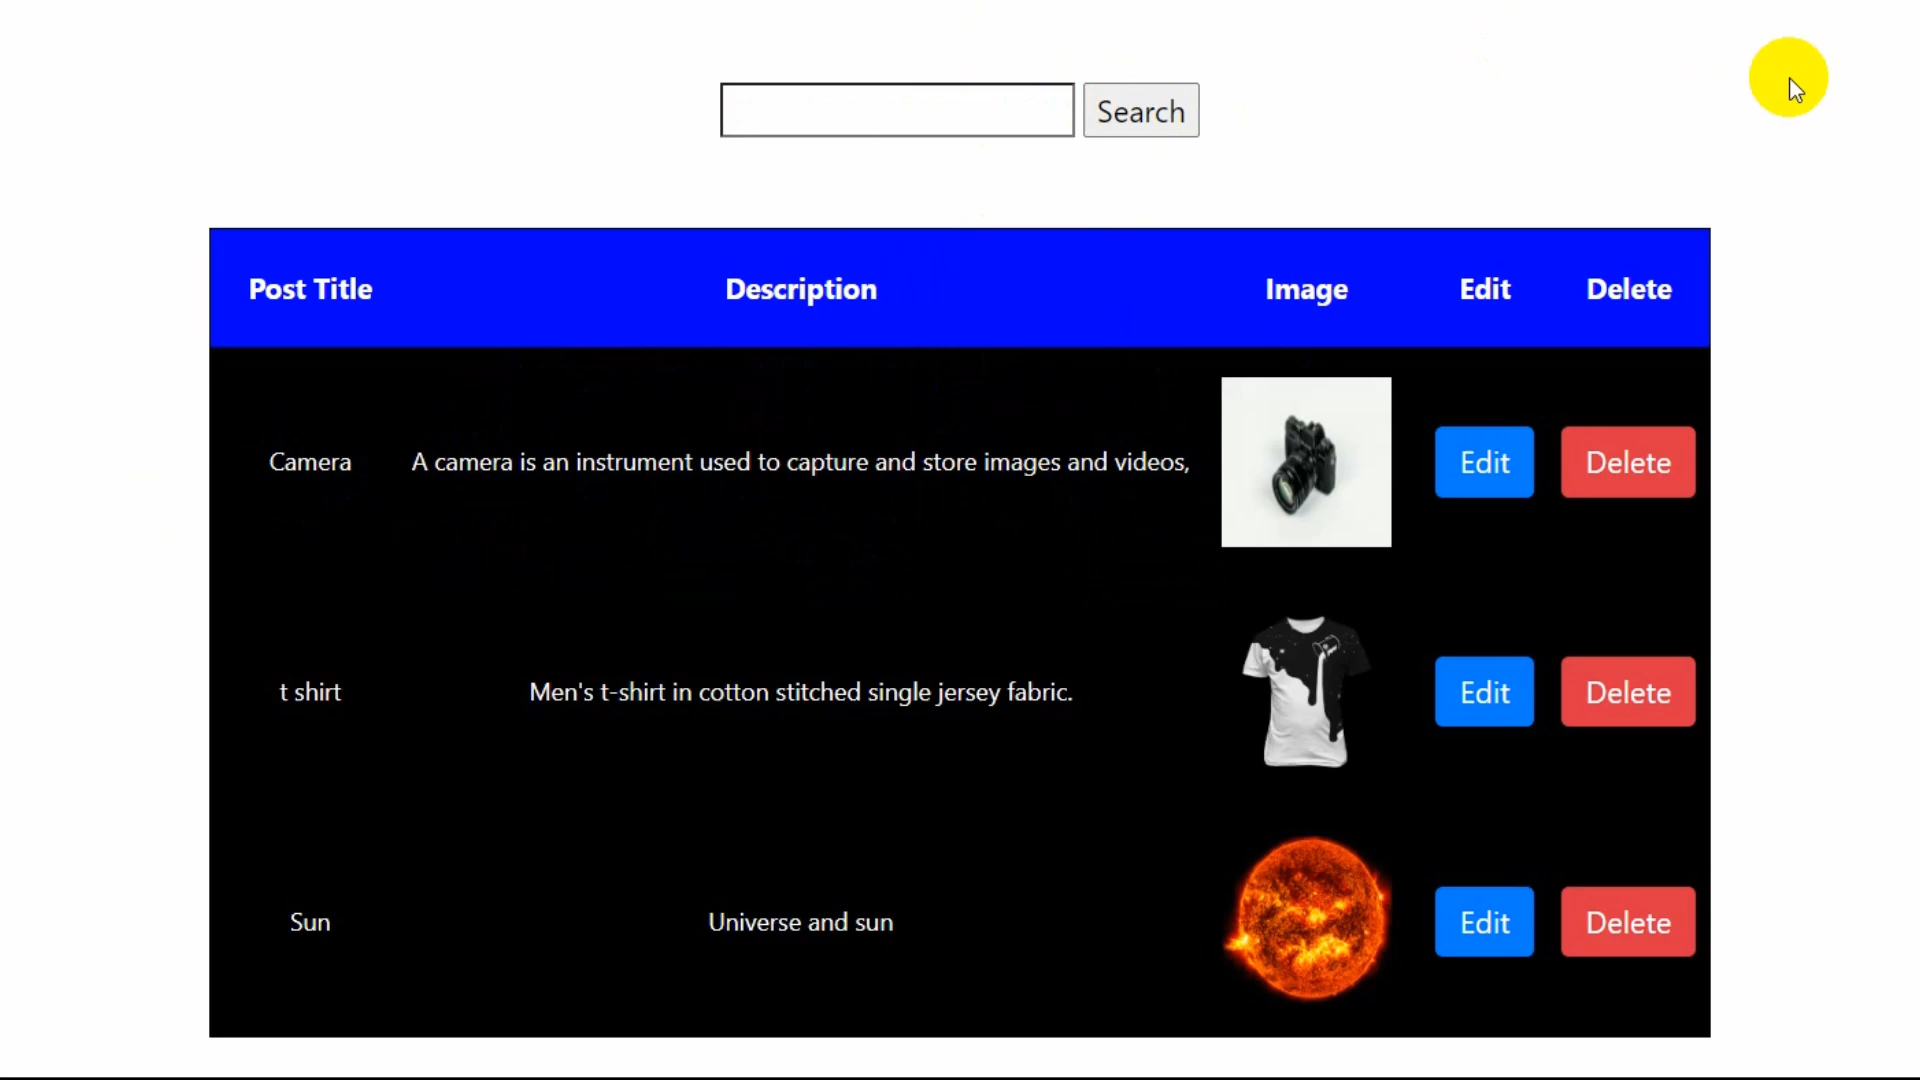 Search
Post Title Description Image Edit Delete
Camera A camera is an instrument used to capture and store images and videos, Edit Delete
t shirt Men's t-shirt in cotton stitched single jersey fabric. Edit Delete
Sun Universe and sun Edit Delete